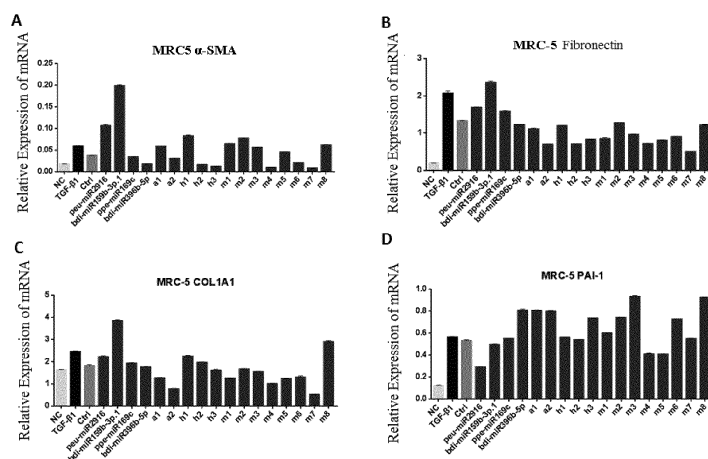 A
MRC5 α-SMA
Relative Expression of mRNA
0.25
0.20
0.15
0.10
0.05
0.00
NC
TGF-β1
Ctrl
peu-miR2916
bdi-miR159b-3p.1
ppe-miR169c
bdi-miR396b-5p
a1
a2
h1
h2
h3
m1
m2
m3
m4
m5
m6
m7
m8
B
MRC-5 Fibronectin
Relative Expression of mRNA
3
2
1
0
NC
TGF-β1
Ctrl
peu-miR2916
bdi-miR159b-3p.1
ppe-miR169c
bdi-miR396b-5p
a1
a2
h1
h2
h3
m1
m2
m3
m4
m5
m6
m7
m8
C
MRC-5 COL1A1
Relative Expression of mRNA
5
4
3
2
1
0
NC
TGF-β1
Ctrl
peu-miR2916
bdi-miR159b-3p.1
ppe-miR169c
bdi-miR396b-5p
a1
a2
h1
h2
h3
m1
m2
m3
m4
m5
m6
m7
m8
D
MRC-5 PAI-1
Relative Expression of mRNA
1.0
0.8
0.6
0.4
0.2
0.0
NC
TGF-β1
Ctrl
peu-miR2916
bdi-miR159b-3p.1
ppe-miR169c
bdi-miR396b-5p
a1
a2
h1
h2
h3
m1
m2
m3
m4
m5
m6
m7
m8